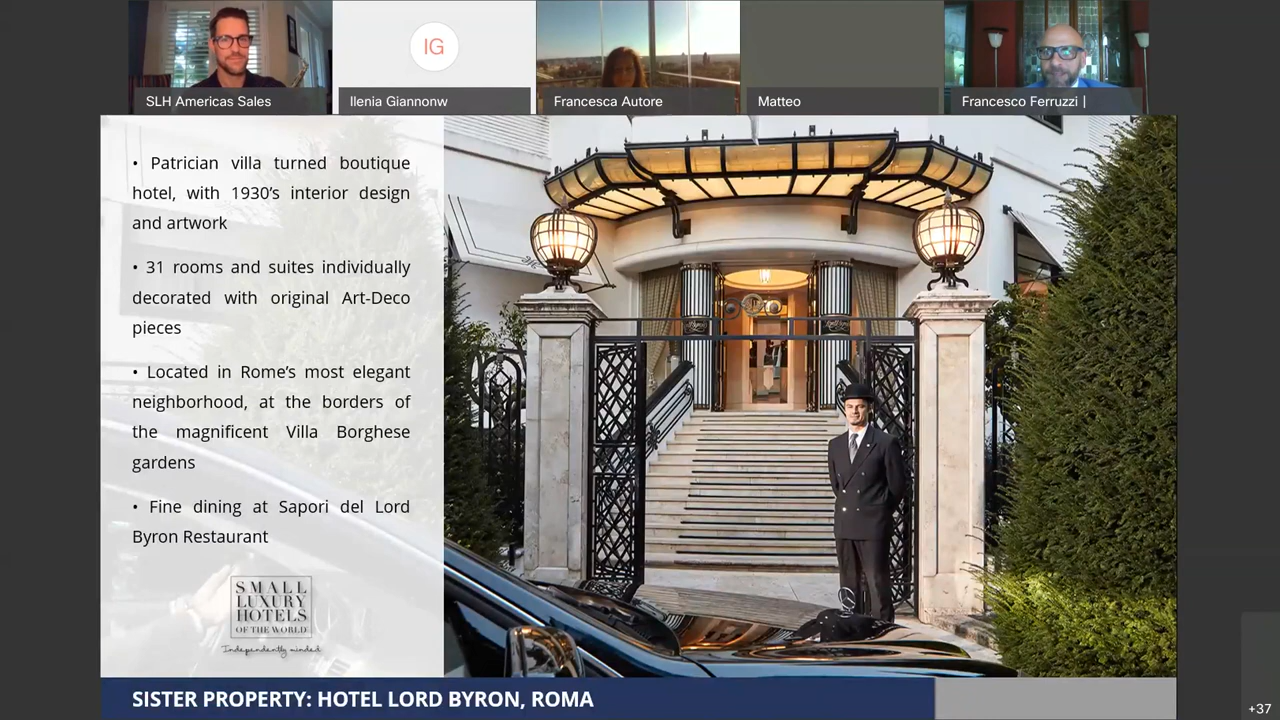 IG
SLH Americas Sales
Ilenia Giannonw
Francesca Autore
Matteo
Francesco Ferruzzi |
• Patrician villa turned boutique
hotel, with 1930's interior design
and artwork
• 31 rooms and suites individually
decorated with original Art-Deco
pieces
• Located in Rome's most elegant
neighborhood, at the borders of
the magnificent Villa Borghese
gardens
• Fine dining at Sapori del Lord
Byron Restaurant
SMALL
LUXURY
HOTELS
OF THE WORLD
Independently minded
SISTER PROPERTY: HOTEL LORD BYRON, ROMA
+37